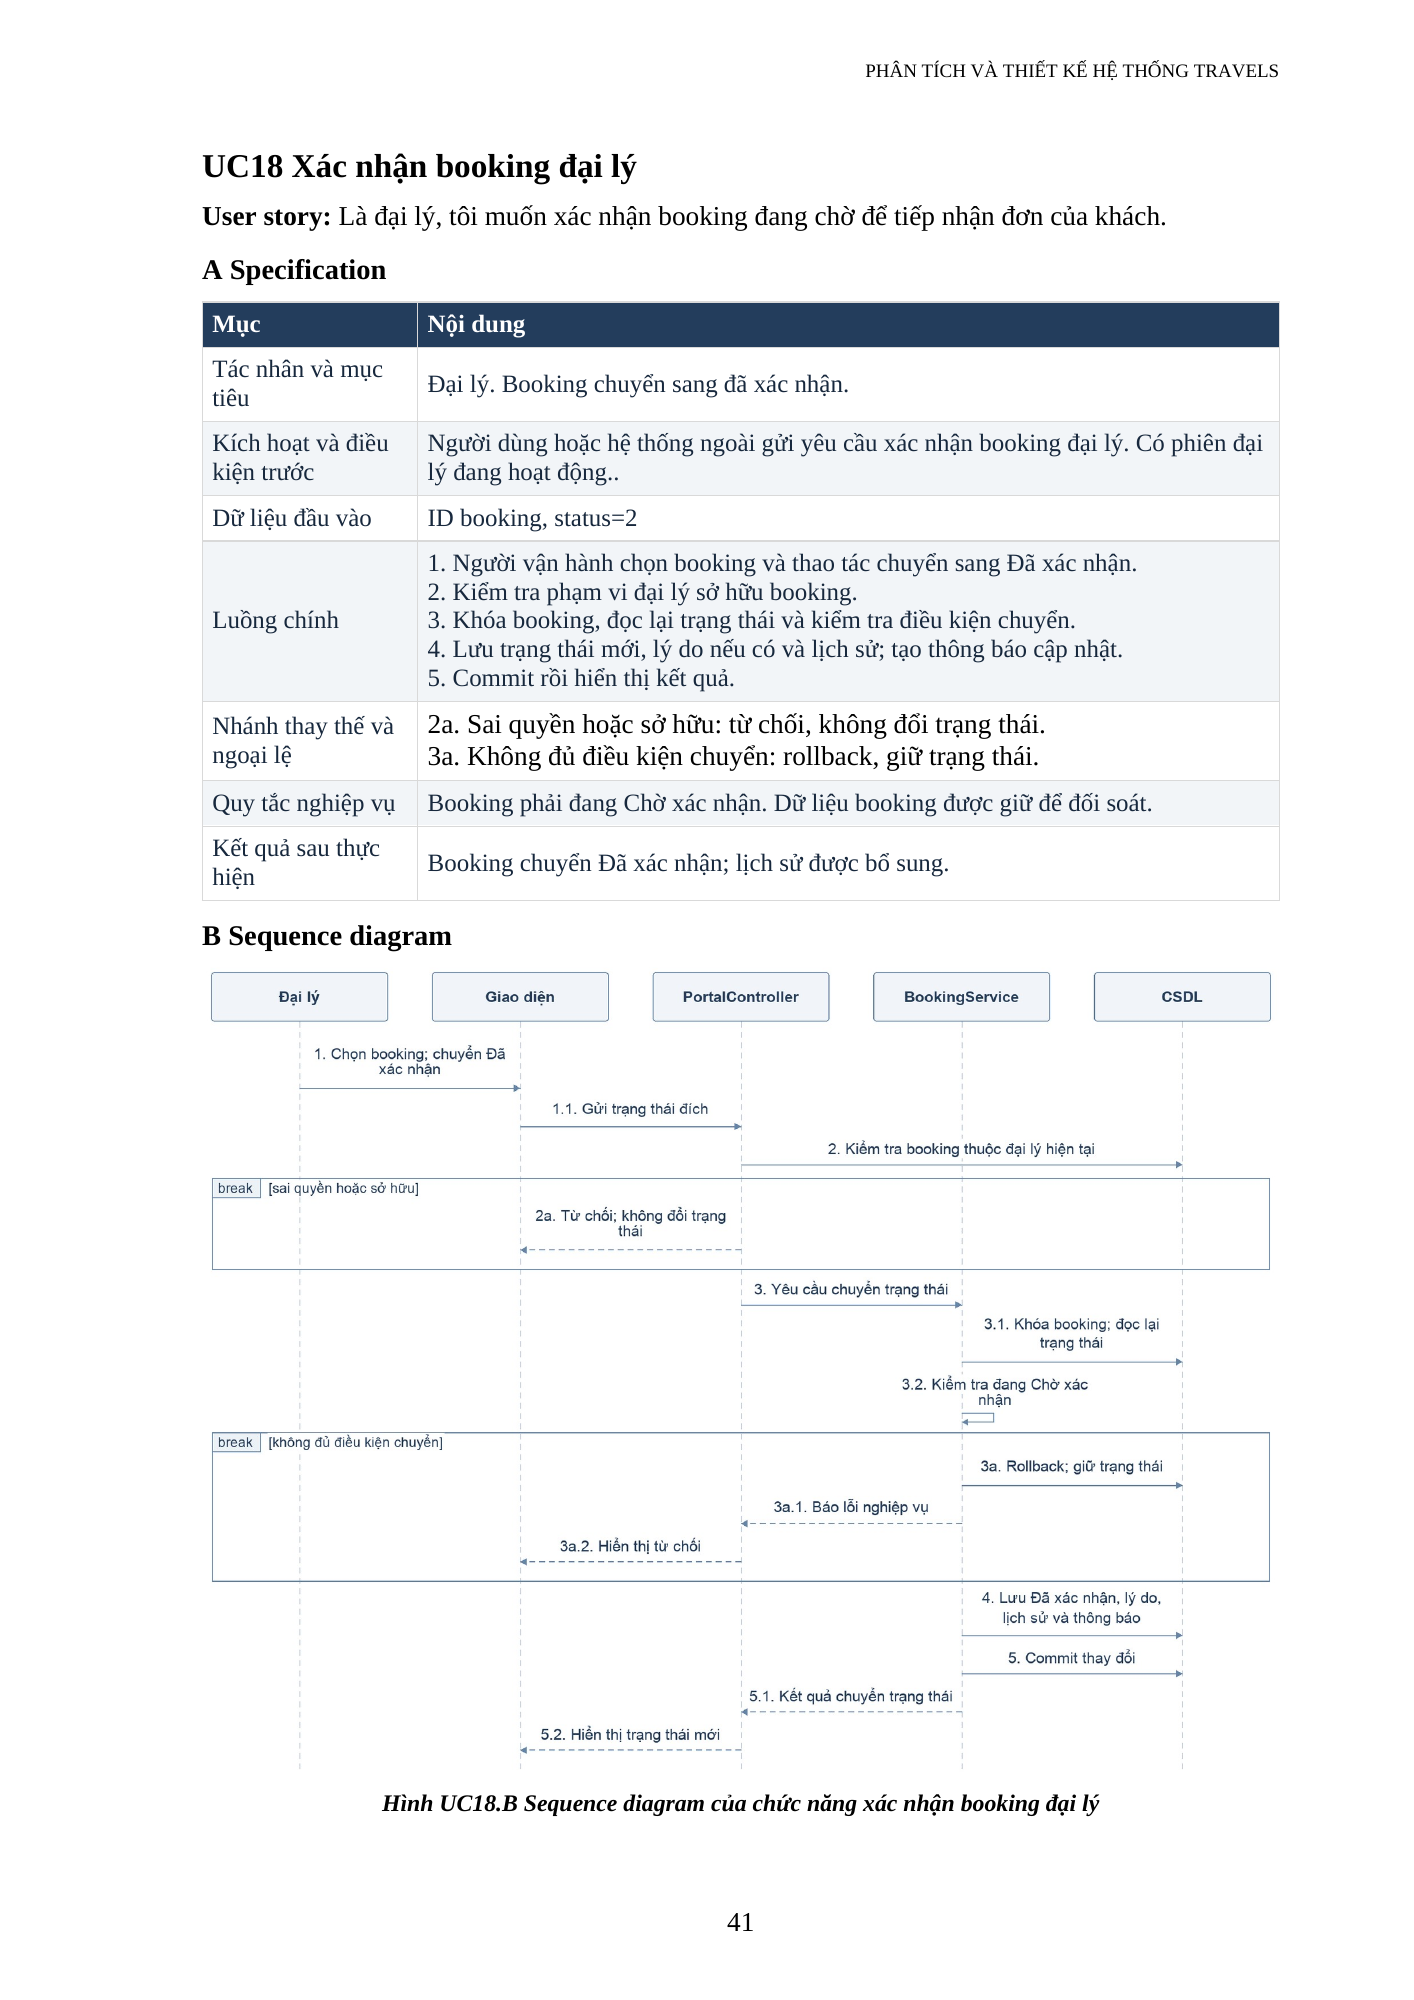 PHÂN TÍCH VÀ THIẾT KẾ HỆ THỐNG TRAVELS
UC18 Xác nhận booking đại lý
User story: Là đại lý, tôi muốn xác nhận booking đang chờ để tiếp nhận đơn của khách.
A Specification
Mục
Nội dung
Tác nhân và mục
tiêu
Đại lý. Booking chuyển sang đã xác nhận.
Kích hoạt và điều
kiện trước
Người dùng hoặc hệ thống ngoài gửi yêu cầu xác nhận booking đại lý. Có phiên đại
lý đang hoạt động..
Dữ liệu đầu vào
ID booking, status=2
Luồng chính
1. Người vận hành chọn booking và thao tác chuyển sang Đã xác nhận.
2. Kiểm tra phạm vi đại lý sở hữu booking.
3. Khóa booking, đọc lại trạng thái và kiểm tra điều kiện chuyển.
4. Lưu trạng thái mới, lý do nếu có và lịch sử; tạo thông báo cập nhật.
5. Commit rồi hiển thị kết quả.
Nhánh thay thế và
ngoại lệ
2a. Sai quyền hoặc sở hữu: từ chối, không đổi trạng thái.
3a. Không đủ điều kiện chuyển: rollback, giữ trạng thái.
Quy tắc nghiệp vụ
Booking phải đang Chờ xác nhận. Dữ liệu booking được giữ để đối soát.
Kết quả sau thực
hiện
Booking chuyển Đã xác nhận; lịch sử được bổ sung.
B Sequence diagram
Đại lý
Giao diện
PortalController
BookingService
CSDL
1. Chọn booking; chuyển Đã
xác nhận
1.1. Gửi trạng thái đích
2. Kiểm tra booking thuộc đại lý hiện tại
break [sai quyền hoặc sở hữu]
2a. Từ chối; không đổi trạng
thái
3. Yêu cầu chuyển trạng thái
3.1. Khóa booking; đọc lại
trạng thái
3.2. Kiểm tra đang Chờ xác
nhận
break [không đủ điều kiện chuyển]
3a. Rollback; giữ trạng thái
3a.1. Báo lỗi nghiệp vụ
3a.2. Hiển thị từ chối
4. Lưu Đã xác nhận, lý do,
lịch sử và thông báo
5. Commit thay đổi
5.1. Kết quả chuyển trạng thái
5.2. Hiển thị trạng thái mới
Hình UC18.B Sequence diagram của chức năng xác nhận booking đại lý
41